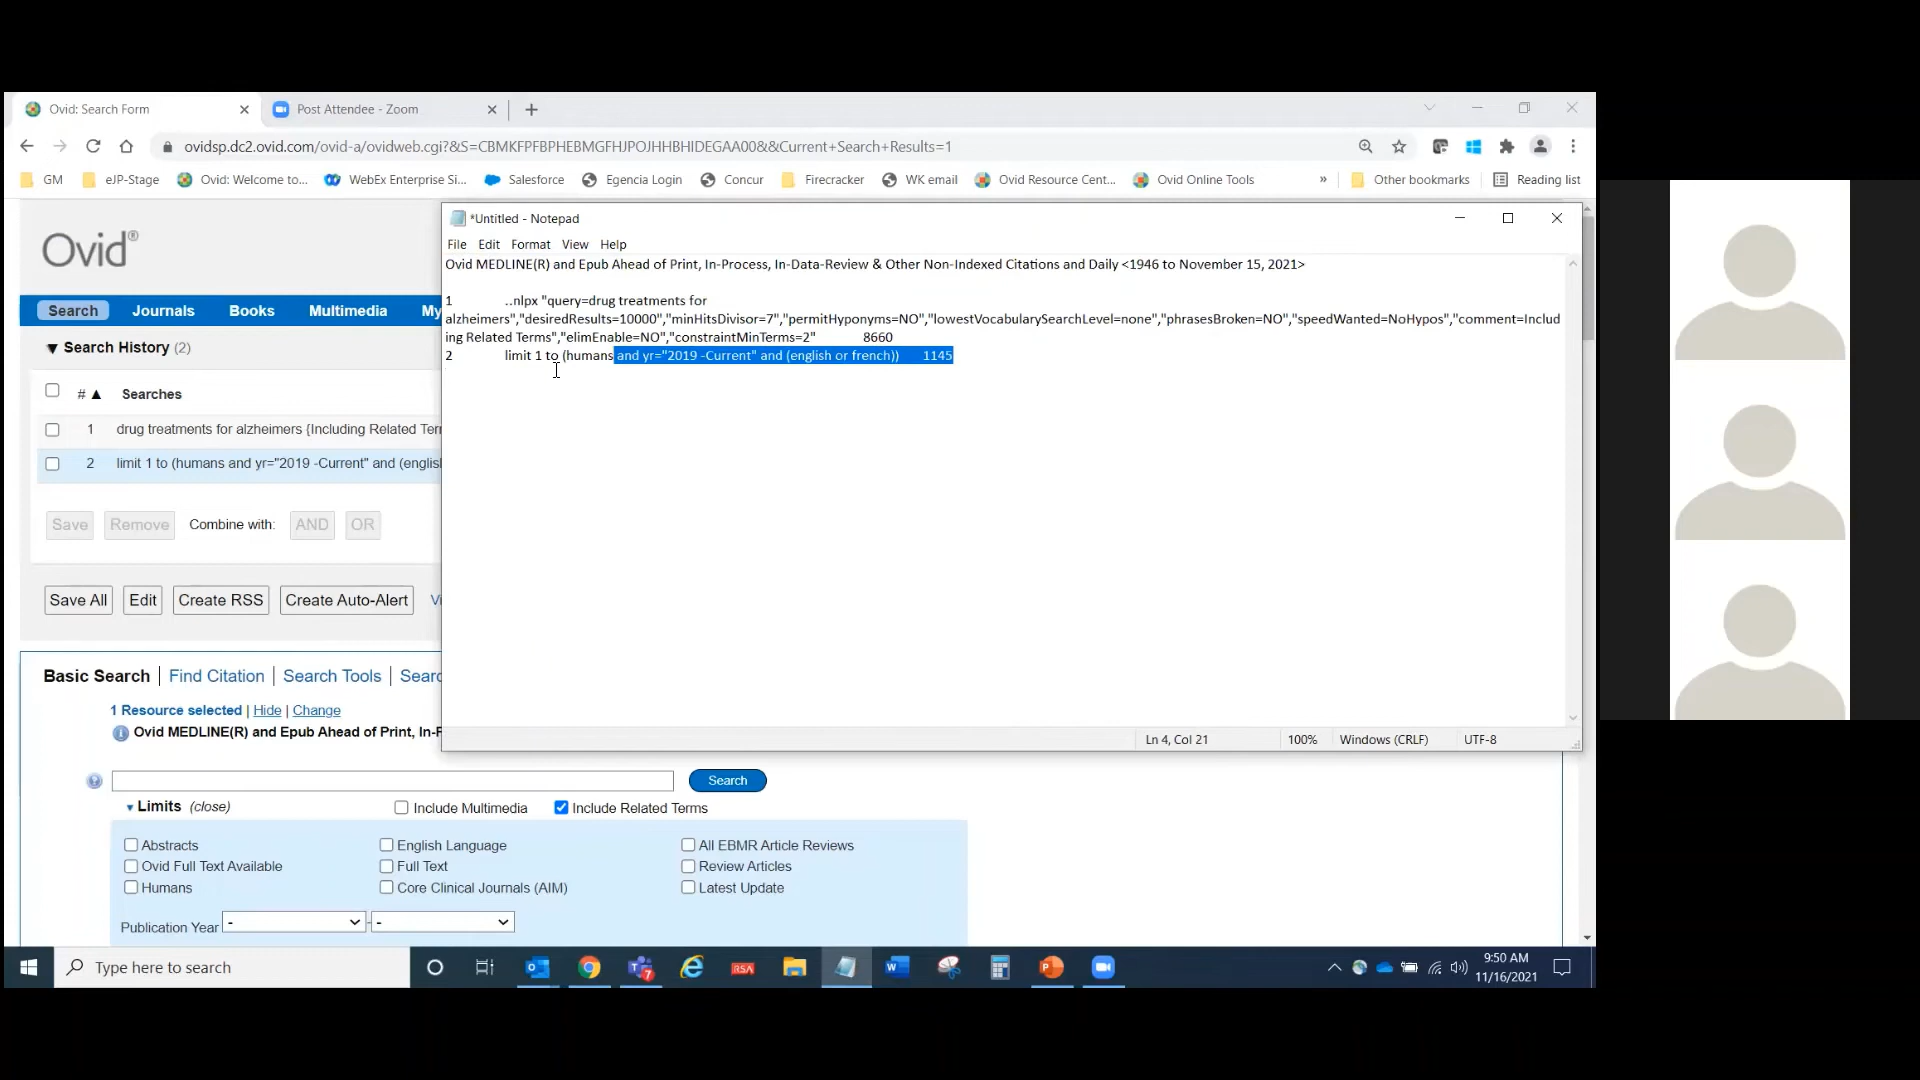 Ovid: Search Form
Post Attendee - Zoom
ovidsp.dc2.ovid.com/ovid-a/ovidweb.cgi?&S=CBMKFPFBPHEBMGFHJPOJHHBHIDEGAA00&&Current+Search+Results=1
GM eJP-Stage Ovid: Welcome to... WebEx Enterprise Si... Salesforce Egencia Login Concur Firecracker WK email Ovid Resource Cent... Ovid Online Tools » Other bookmarks Reading list
Ovid®
Search Journals Books Multimedia My
Search History (2)
# ▲ Searches
1 drug treatments for alzheimers {Including Related Ter
2 limit 1 to (humans and yr="2019 -Current" and (englis
Save Remove Combine with: AND OR
Save All Edit Create RSS Create Auto-Alert Vi
*Untitled - Notepad
File Edit Format View Help
Ovid MEDLINE(R) and Epub Ahead of Print, In-Process, In-Data-Review & Other Non-Indexed Citations and Daily <1946 to November 15, 2021>
1 ..nlpx "query=drug treatments for
alzheimers","desiredResults=10000","minHitsDivisor=7","permitHyponyms=NO","lowestVocabularySearchLevel=none","phrasesBroken=NO","speedWanted=NoHypos","comment=Includ
ing Related Terms","elimEnable=NO","constraintMinTerms=2" 8660
2 limit 1 to (humans and yr="2019 -Current" and (english or french)) 1145
Ln 4, Col 21 100% Windows (CRLF) UTF-8
Basic Search | Find Citation | Search Tools | Searc
1 Resource selected | Hide | Change
Ovid MEDLINE(R) and Epub Ahead of Print, In-P
Search
Limits (close) Include Multimedia Include Related Terms
Abstracts English Language All EBMR Article Reviews
Ovid Full Text Available Full Text Review Articles
Humans Core Clinical Journals (AIM) Latest Update
Publication Year - - -
Type here to search
7
RSA
9:50 AM
11/16/2021